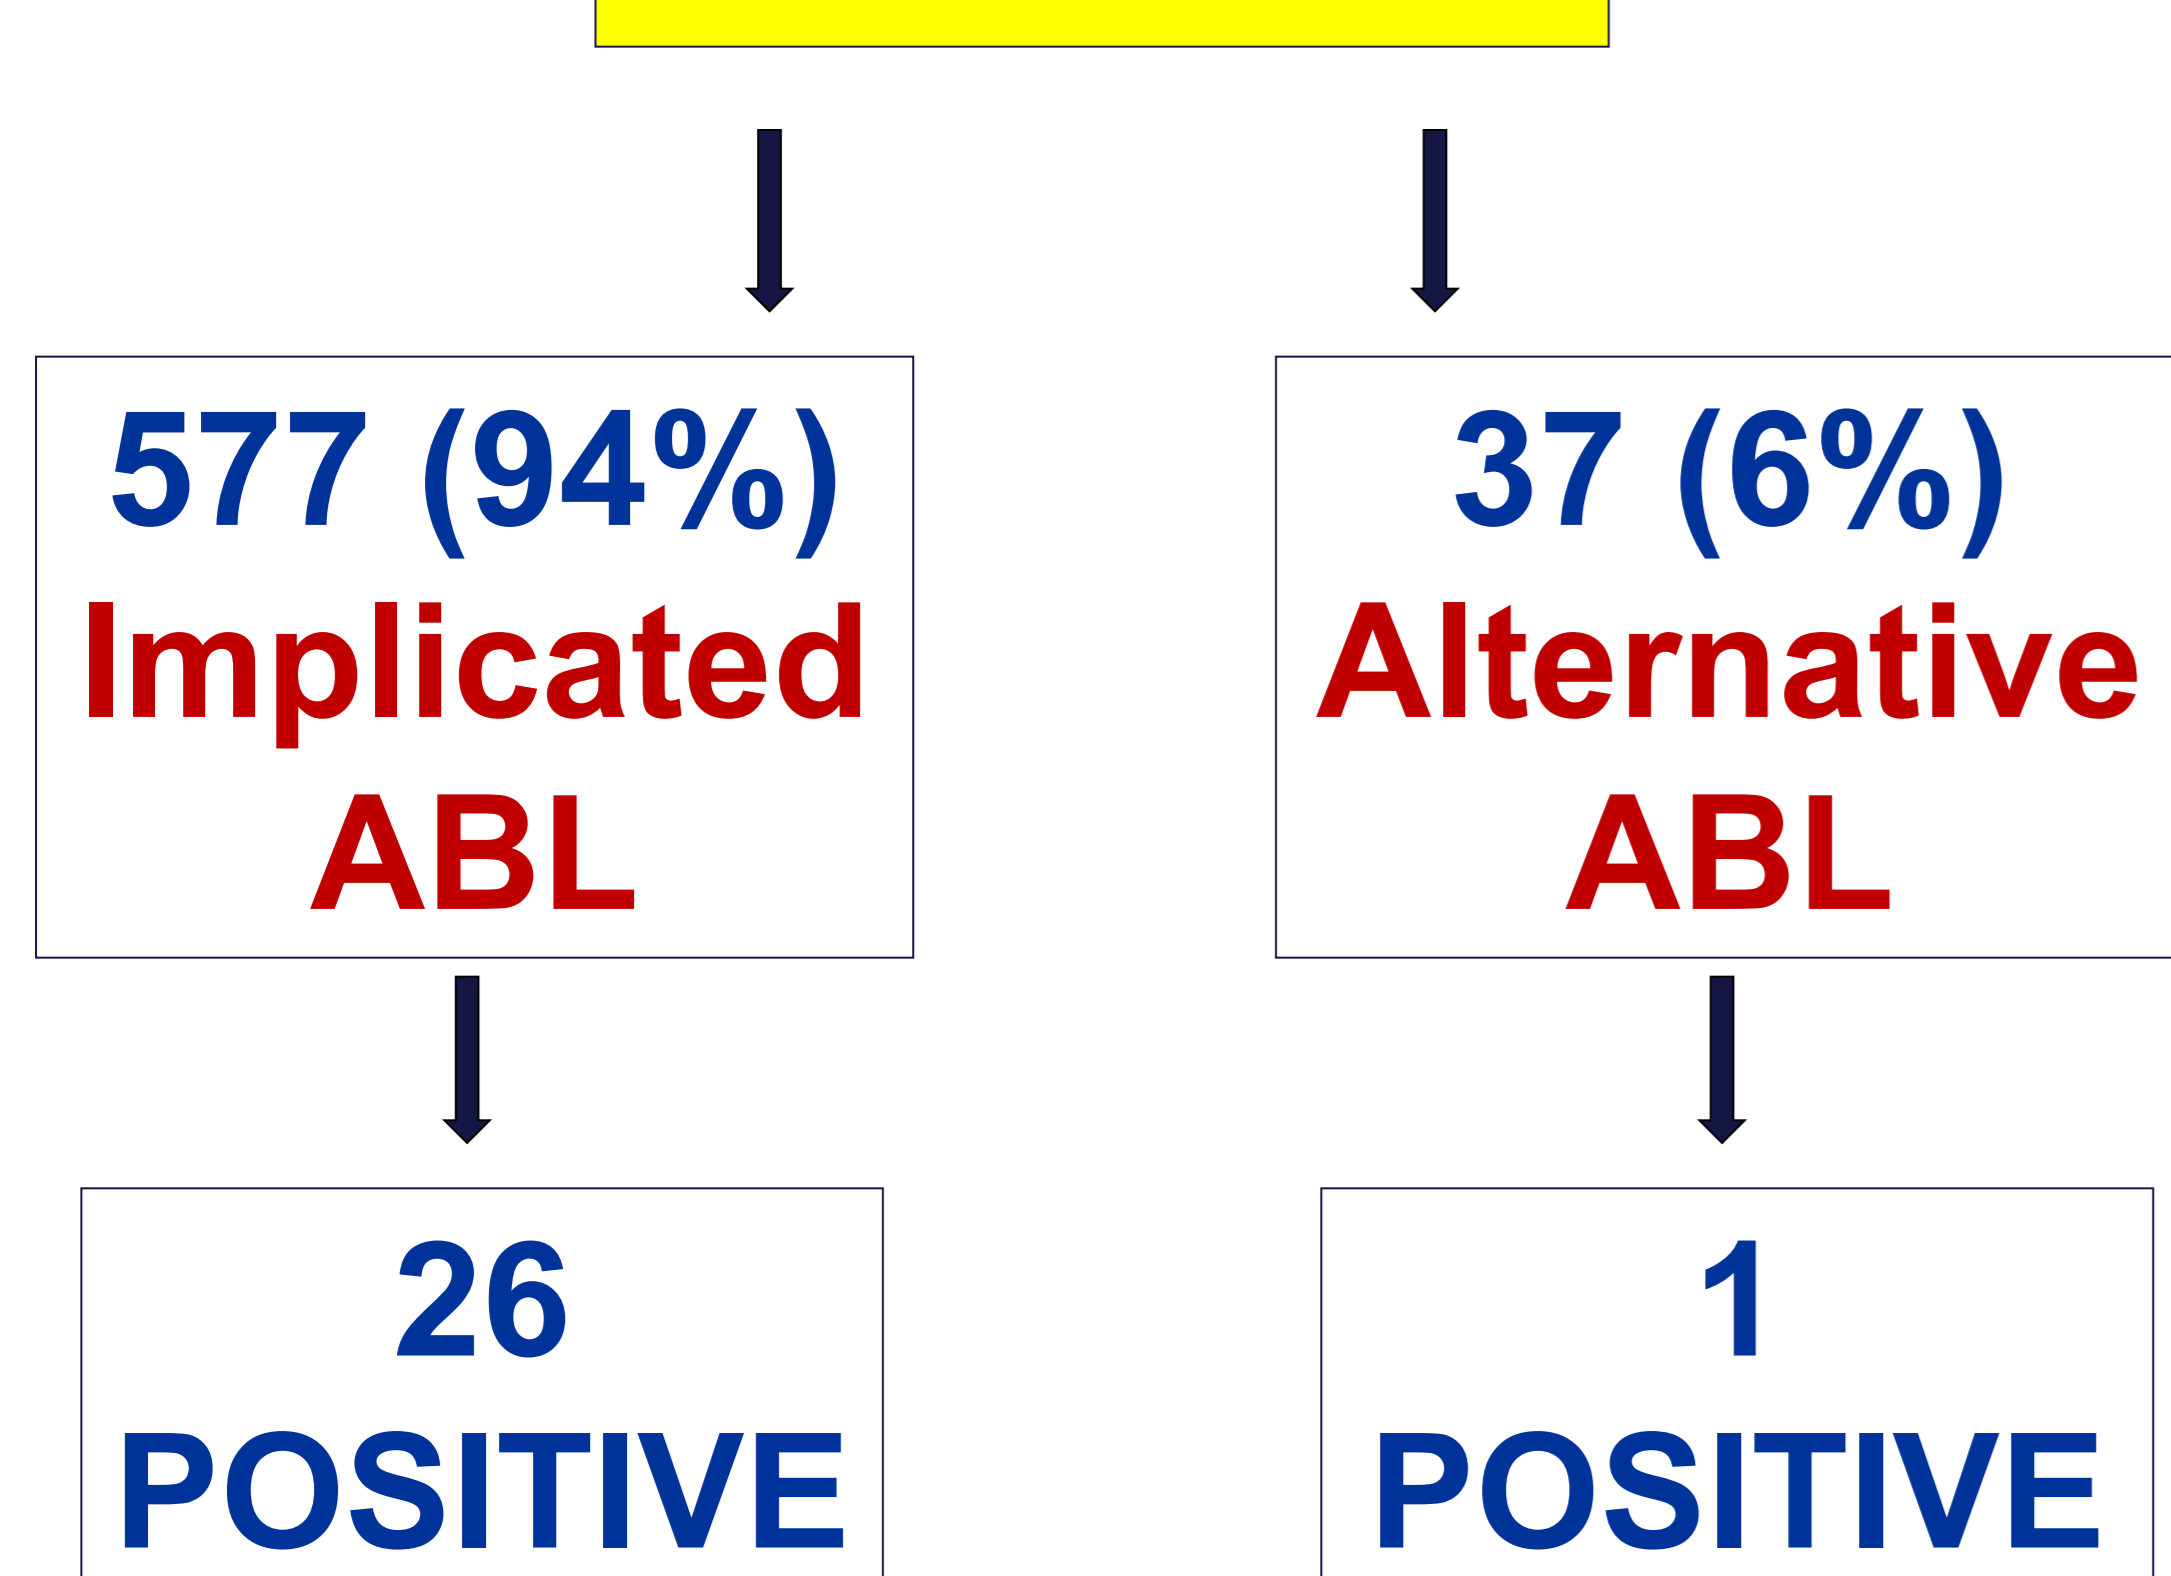 577 (94%)
Implicated
ABL
37 (6%)
Alternative
ABL
26
POSITIVE
1
POSITIVE